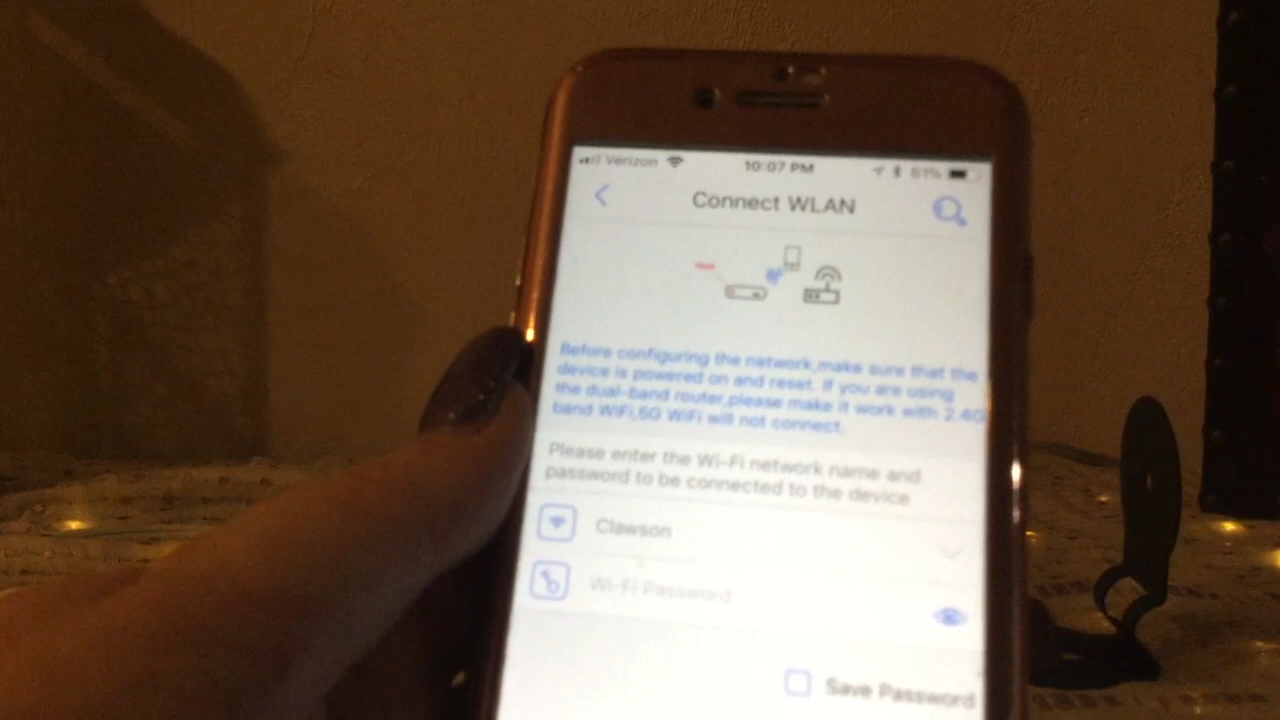 Verizon 10:07 PM 61%
Connect WLAN
Before configuring the network,make sure that the
device is powered on and reset. If you are using
the dual-band router,please make it work with 2.4G
band WiFi,5G WiFi will not connect.
Please enter the Wi-Fi network name and
password to be connected to the device
Clawson
Wi-Fi Password
Save Password